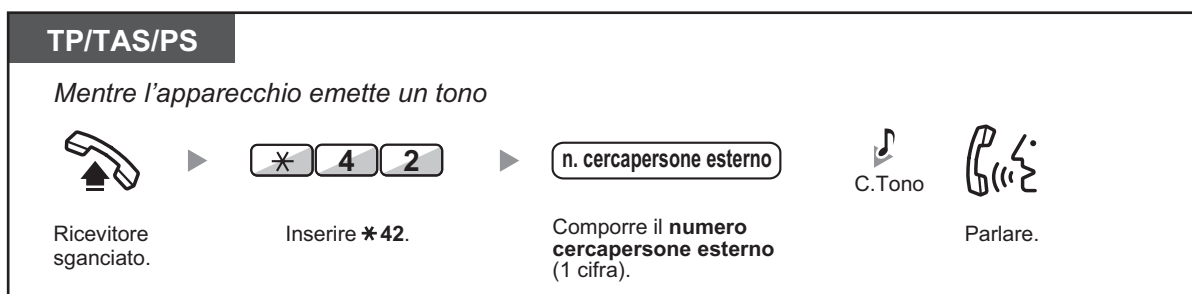 TP/TAS/PS
Mentre l'apparecchio emette un tono
✳ 4 2
n. cercapersone esterno
C.Tono
Ricevitore
sganciato.
Inserire ✳42.
Comporre il numero
cercapersone esterno
(1 cifra).
Parlare.